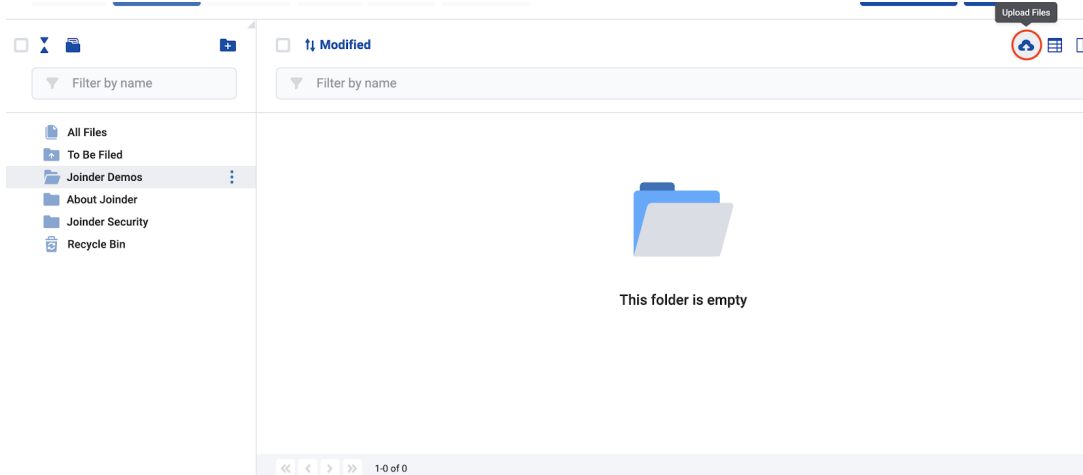 Upload Files
Modified
Filter by name
Filter by name
All Files
To Be Filed
Joinder Demos
About Joinder
Joinder Security
Recycle Bin
This folder is empty
1-0 of 0